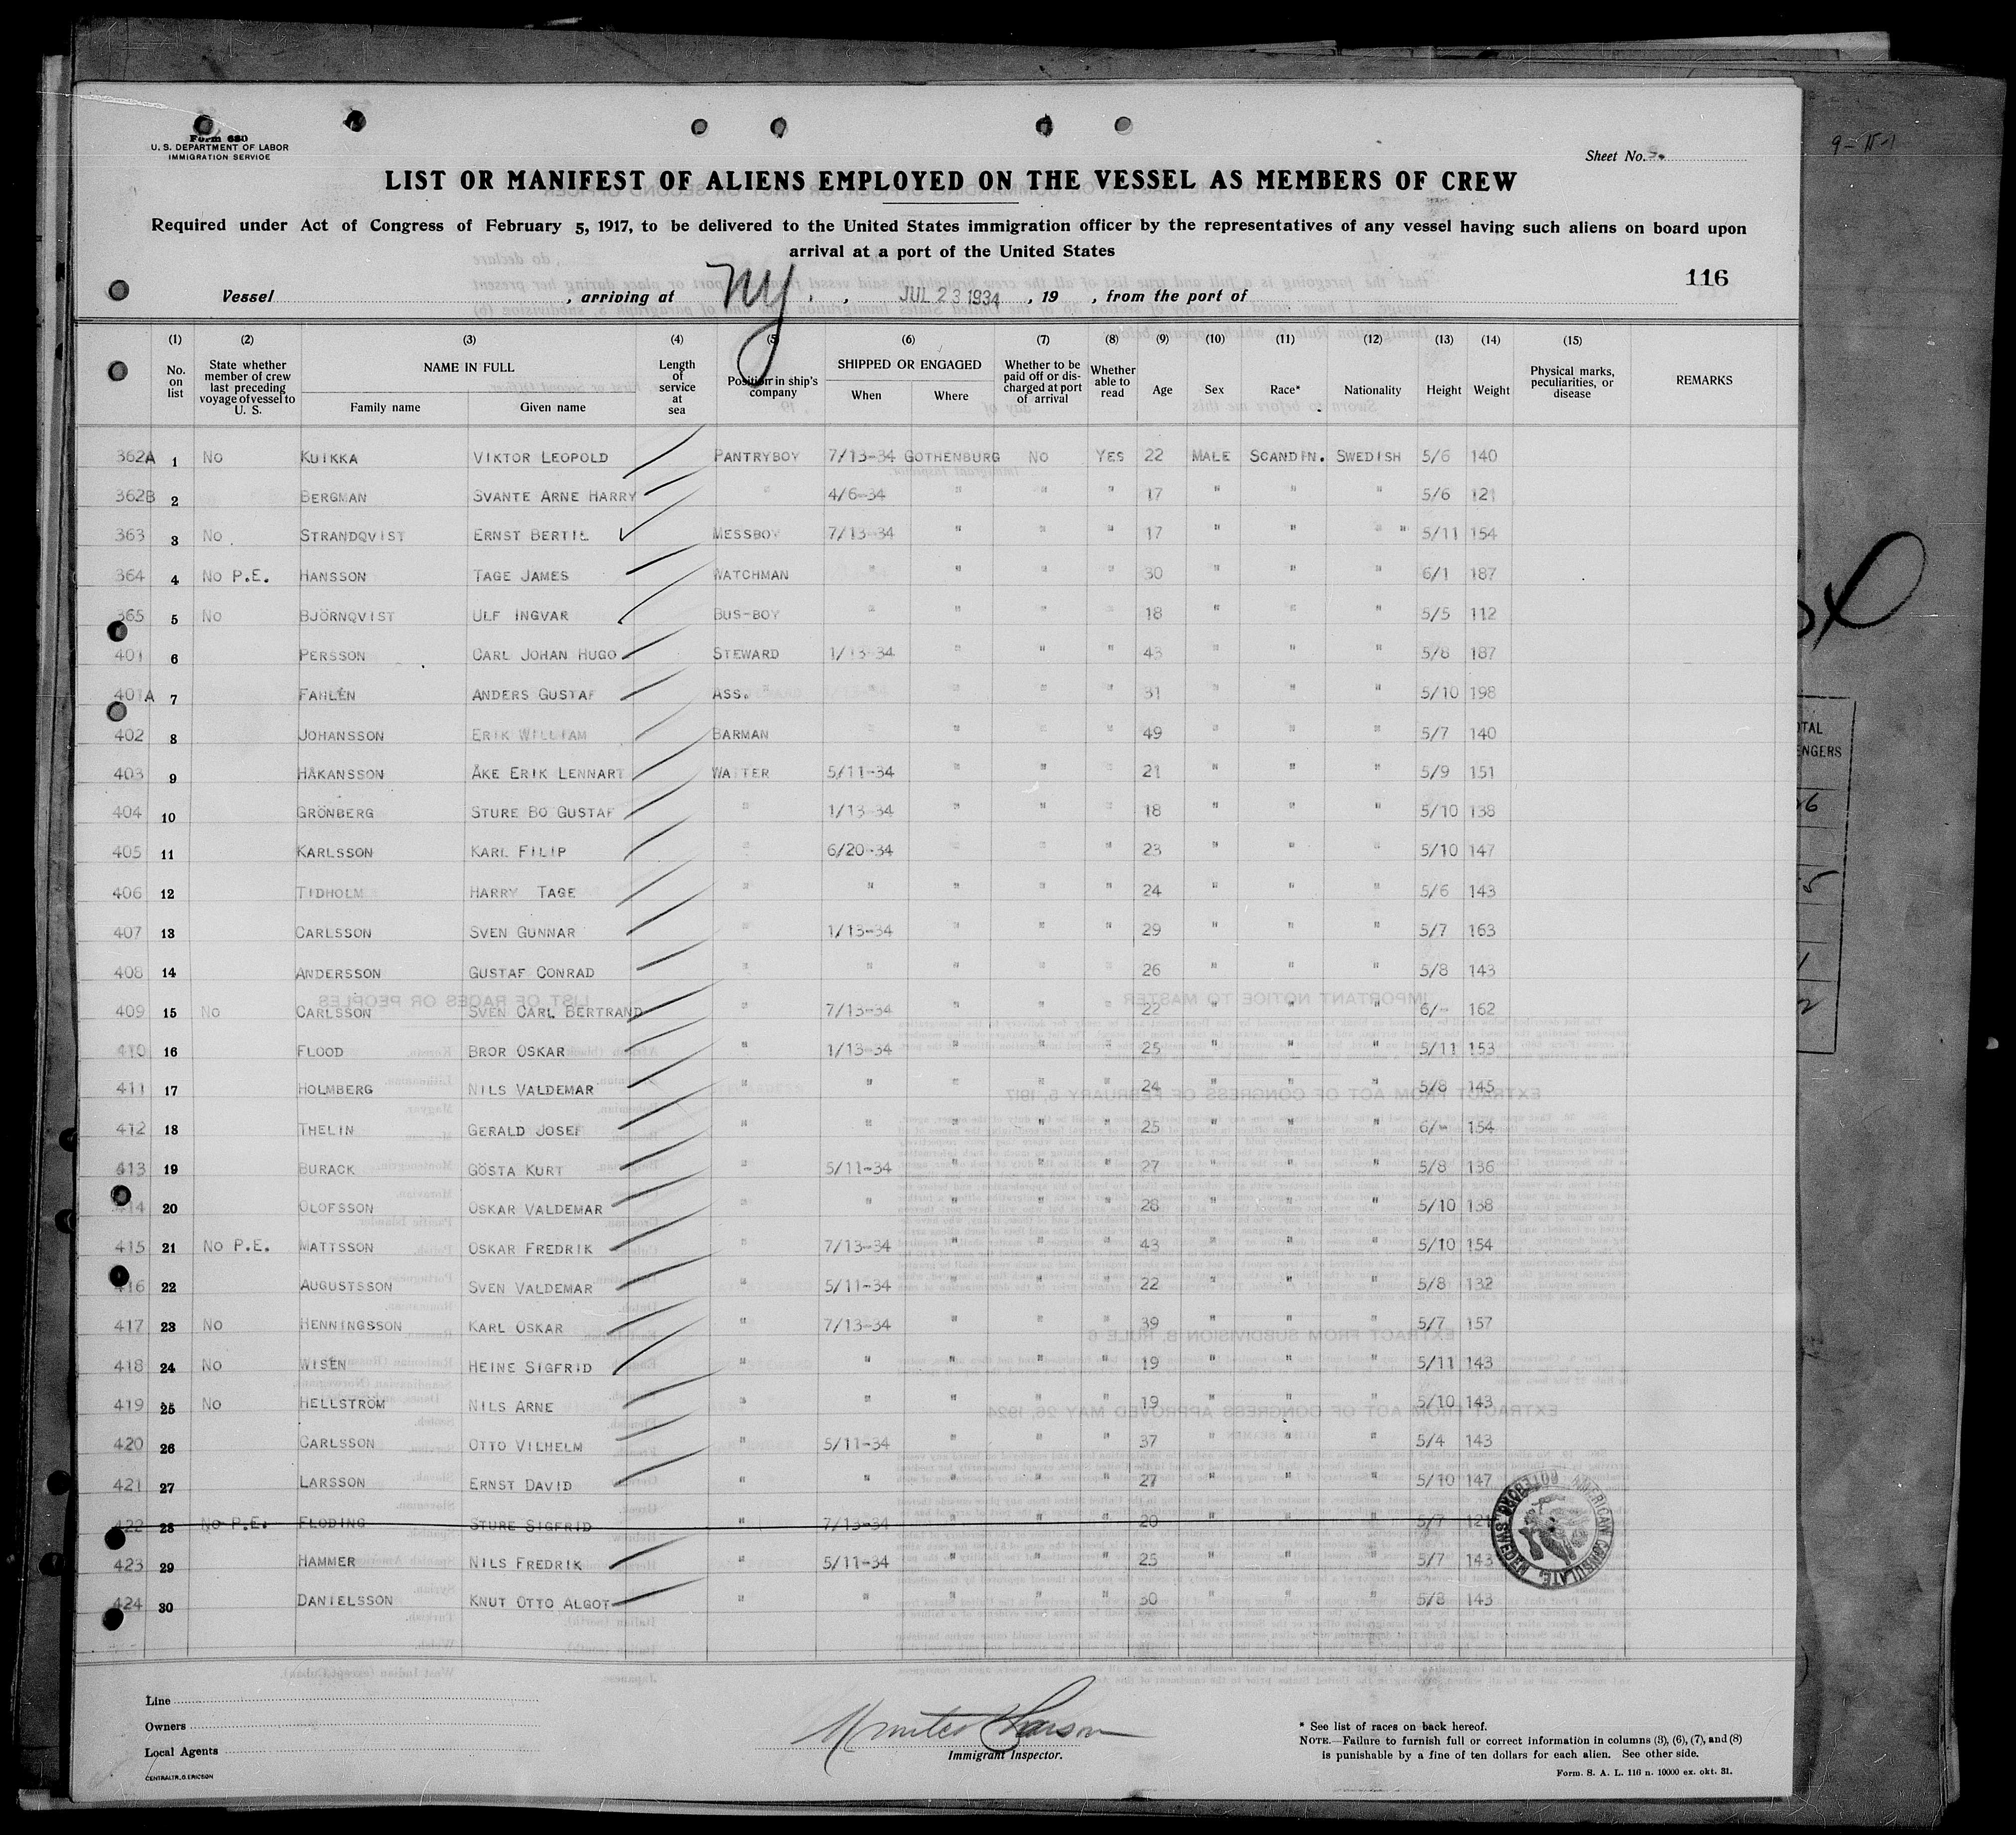 Form 680
U. S. DEPARTMENT OF LABOR
IMMIGRATION SERVICE
Sheet No.
LIST OR MANIFEST OF ALIENS EMPLOYED ON THE VESSEL AS MEMBERS OF CREW
Required under Act of Congress of February 5, 1917, to be delivered to the United States immigration officer by the representatives of any vessel having such aliens on board upon
arrival at a port of the United States
116
Vessel , arriving at NY , JUL 23 1934 , 19 , from the port of
(1) (2) (3) (4) (5) (6) (7) (8) (9) (10) (11) (12) (13) (14) (15)
No. on list
State whether member of crew last preceding voyage of vessel to U. S.
NAME IN FULL
Family name Given name
Length of service at sea
Position in ship's company
SHIPPED OR ENGAGED
When Where
Whether to be paid off or discharged at port of arrival
Whether able to read
Age Sex Race* Nationality Height Weight
Physical marks, peculiarities, or disease
REMARKS
362A 1 No KUIKKA VIKTOR LEOPOLD PANTRYBOY 7/13-34 GOTHENBURG NO YES 22 MALE SCANDIN. SWEDISH 5/6 140
362B 2 BERGMAN SVANTE ARNE HARRY " 4/6-34 " " " 17 " " " 5/6 121
363 3 No STRANDQVIST ERNST BERTIL MESSBOY 7/13-34 " " " 17 " " " " 5/11 154
364 4 No P.E. HANSSON TAGE JAMES WATCHMAN " " " " 30 " " " 6/1 187
365 5 No BJÖRNQVIST ULF INGVAR BUS-BOY " " " " 18 " " " 5/5 112
401 6 PERSSON CARL JOHAN HUGO STEWARD 1/13-34 " " " 43 " " " 5/8 187
401A 7 FAHLÉN ANDERS GUSTAF ASS. " " " " " 31 " " " 5/10 198
402 8 JOHANSSON ERIK WILLIAM BARMAN " " " " 49 " " " 5/7 140
403 9 HÅKANSSON ÅKE ERIK LENNART WAITER 5/11-34 " " " 21 " " " 5/9 151
404 10 GRÖNBERG STURE BO GUSTAF " 1/13-34 " " " 18 " " " 5/10 138
405 11 KARLSSON KARL FILIP " 6/20-34 " " " 23 " " " 5/10 147
406 12 TIDHOLM HARRY TAGE " " " " " 24 " " " 5/6 143
407 13 CARLSSON SVEN GUNNAR " 1/13-34 " " " 29 " " " 5/7 163
408 14 ANDERSSON GUSTAF CONRAD " " " " " 26 " " " 5/8 143
409 15 No CARLSSON SVEN CARL BERTRAND " 7/13-34 " " " 22 " " " 6/- 162
410 16 FLOOD BROR OSKAR " 1/13-34 " " " 25 " " " 5/11 153
411 17 HOLMBERG NILS VALDEMAR " " " " " 24 " " " 5/8 145
412 18 THELIN GERALD JOSEF " " " " " 25 " " " 6/- 154
413 19 BURACK GÖSTA KURT " 5/11-34 " " " 27 " " " 5/8 136
414 20 OLOFSSON OSKAR VALDEMAR " " " " " 28 " " " 5/10 138
415 21 No P.E. MATTSSON OSKAR FREDRIK " 7/13-34 " " " 43 " " " 5/10 154
416 22 AUGUSTSSON SVEN VALDEMAR " 5/11-34 " " " 22 " " " 5/8 132
417 23 No HENNINGSSON KARL OSKAR " 7/13-34 " " " 39 " " " 5/7 157
418 24 No WISÉN HEINE SIGFRID " " " " " 19 " " " 5/11 143
419 25 No HELLSTRÖM NILS ARNE " " " " " 19 " " " 5/10 143
420 26 CARLSSON OTTO VILHELM " 5/11-34 " " " 37 " " " 5/4 143
421 27 LARSSON ERNST DAVID " " " " " 27 " " " 5/10 147
422 28 No P.E. FLODING STURE SIGFRID " 7/13-34 " " " 20 " " " 5/7 121
423 29 HAMMER NILS FREDRIK " 5/11-34 " " " 25 " " " 5/7 143
424 30 DANIELSSON KNUT OTTO ALGOT " " " " " 30 " " " 5/8 143
AMERICAN CONSULATE, GOTEBORG, SWEDEN
Line
Owners
Local Agents
CENTRALTR. G. ERICSON
Immigrant Inspector.
* See list of races on back hereof.
NOTE.—Failure to furnish full or correct information in columns (3), (6), (7), and (8)
is punishable by a fine of ten dollars for each alien. See other side.
Form. S. A. L. 116 n. 10000 ex. okt. 31.